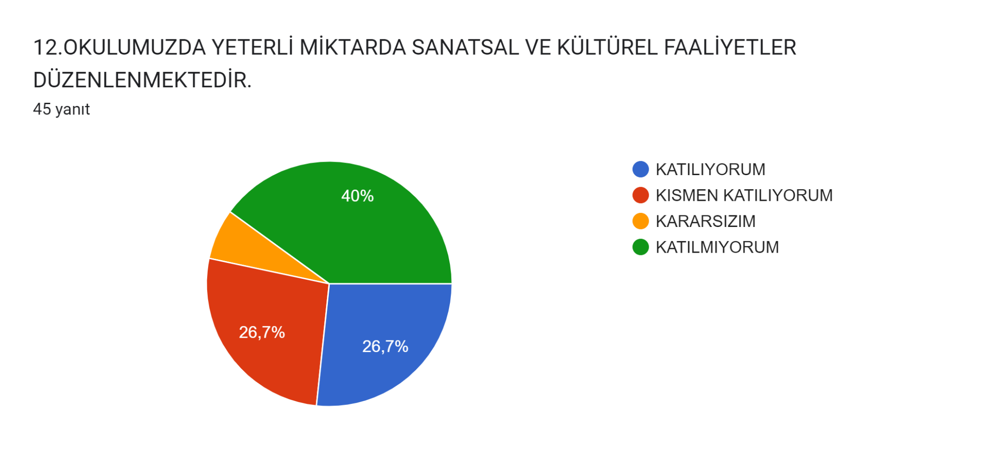 12.OKULUMUZDA YETERLİ MİKTARDA SANATSAL VE KÜLTÜREL FAALİYETLER
DÜZENLENMEKTEDİR.
45 yanıt
40%
26,7%
26,7%
KATILIYORUM
KISMEN KATILIYORUM
KARARSIZIM
KATILMIYORUM